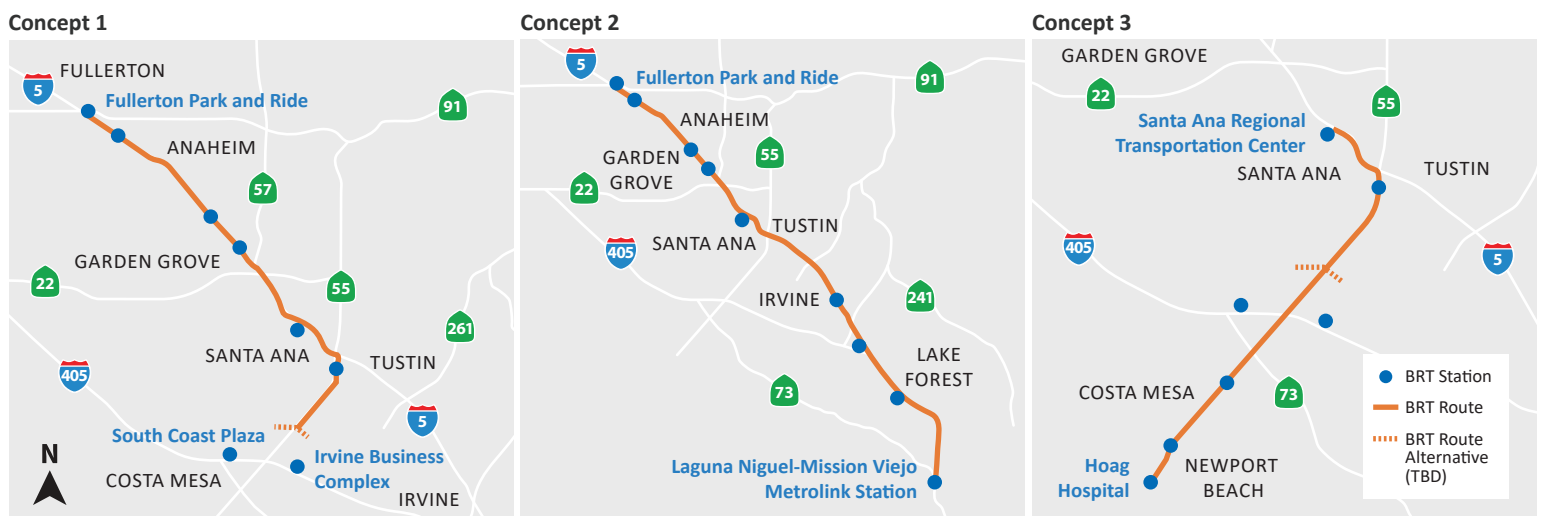 Concept 1
FULLERTON
5
Fullerton Park and Ride
91
ANAHEIM
57
GARDEN GROVE
22
55
261
SANTA ANA
TUSTIN
405
5
South Coast Plaza
N
Irvine Business
Complex
COSTA MESA
IRVINE
Concept 2
5
Fullerton Park and Ride
91
ANAHEIM
55
GARDEN
GROVE
22
TUSTIN
SANTA ANA
405
IRVINE
241
LAKE
FOREST
73
Laguna Niguel-Mission Viejo
Metrolink Station
Concept 3
GARDEN GROVE
22
55
Santa Ana Regional
Transportation Center
SANTA ANA
TUSTIN
405
5
COSTA MESA
73
Hoag
Hospital
NEWPORT
BEACH
BRT Station
BRT Route
BRT Route
Alternative
(TBD)